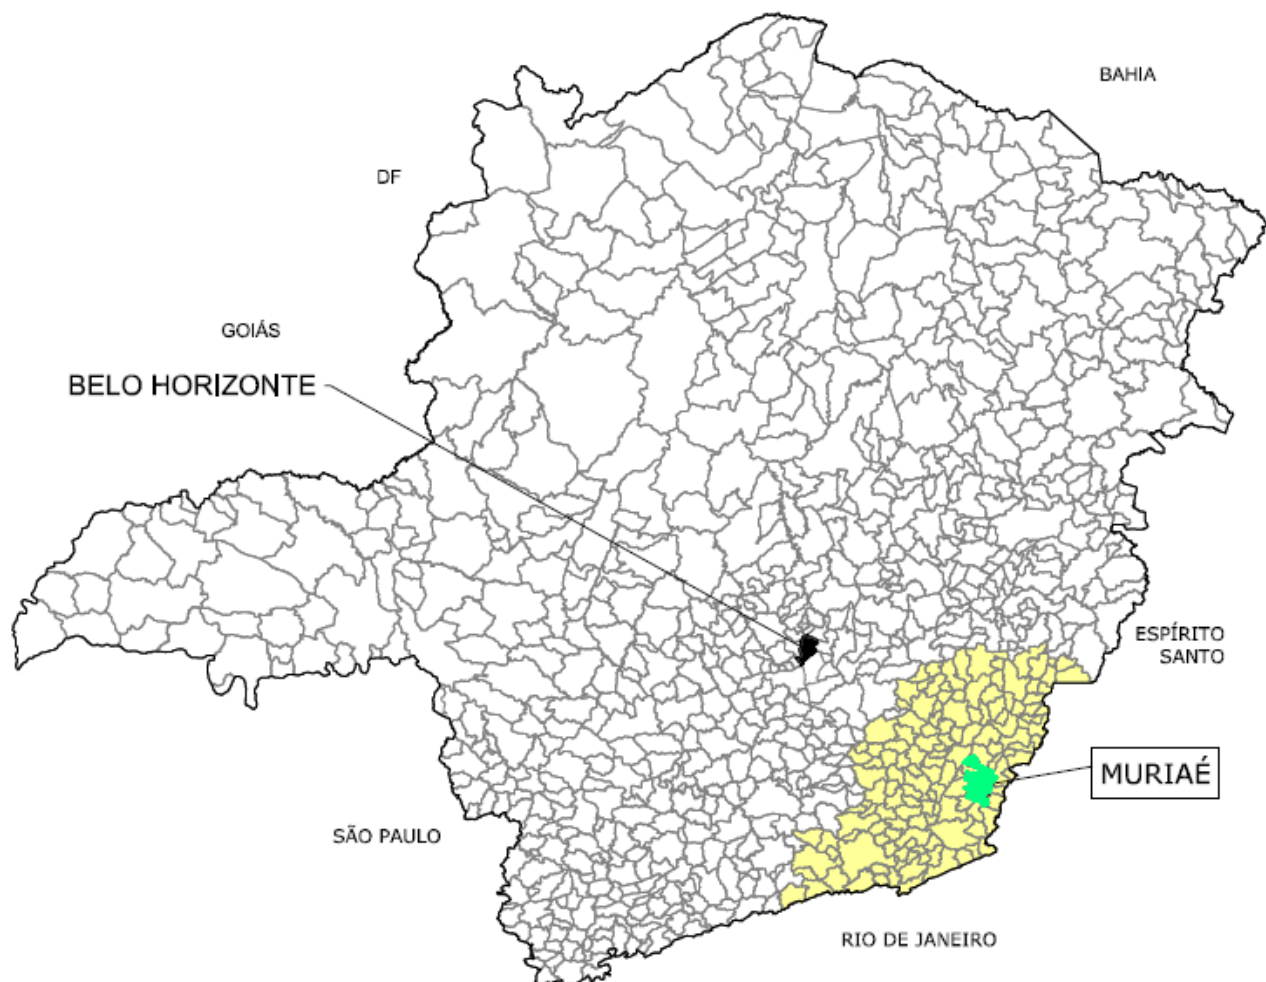 BAHIA
DF
GOIÁS
BELO HORIZONTE
ESPÍRITO
SANTO
MURIAÉ
SÃO PAULO
RIO DE JANEIRO